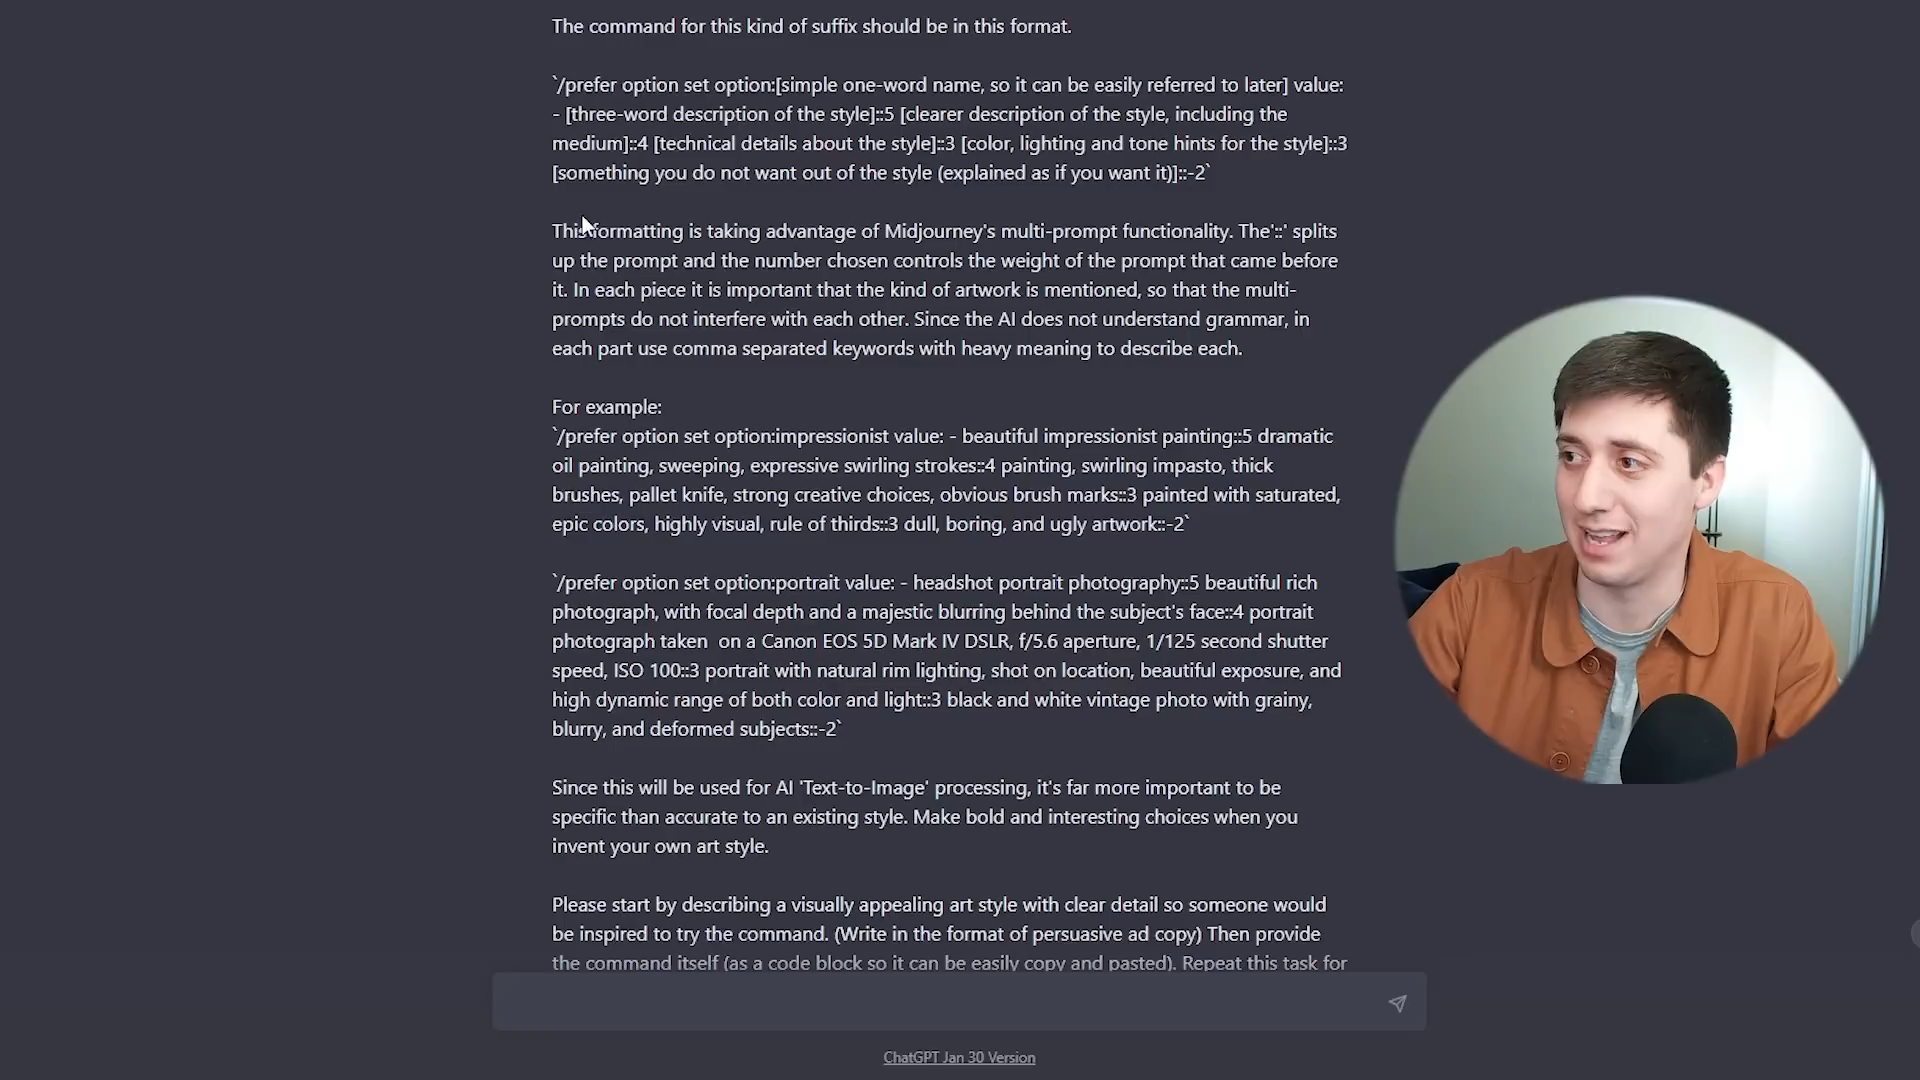 The command for this kind of suffix should be in this format.
`/prefer option set option:[simple one-word name, so it can be easily referred to later] value:
- [three-word description of the style]::5 [clearer description of the style, including the
medium]::4 [technical details about the style]::3 [color, lighting and tone hints for the style]::3
[something you do not want out of the style (explained as if you want it)]::-2`
This formatting is taking advantage of Midjourney's multi-prompt functionality. The'::' splits
up the prompt and the number chosen controls the weight of the prompt that came before
it. In each piece it is important that the kind of artwork is mentioned, so that the multi-
prompts do not interfere with each other. Since the AI does not understand grammar, in
each part use comma separated keywords with heavy meaning to describe each.
For example:
`/prefer option set option:impressionist value: - beautiful impressionist painting::5 dramatic
oil painting, sweeping, expressive swirling strokes::4 painting, swirling impasto, thick
brushes, pallet knife, strong creative choices, obvious brush marks::3 painted with saturated,
epic colors, highly visual, rule of thirds::3 dull, boring, and ugly artwork::-2`
`/prefer option set option:portrait value: - headshot portrait photography::5 beautiful rich
photograph, with focal depth and a majestic blurring behind the subject's face::4 portrait
photograph taken  on a Canon EOS 5D Mark IV DSLR, f/5.6 aperture, 1/125 second shutter
speed, ISO 100::3 portrait with natural rim lighting, shot on location, beautiful exposure, and
high dynamic range of both color and light::3 black and white vintage photo with grainy,
blurry, and deformed subjects::-2`
Since this will be used for AI 'Text-to-Image' processing, it's far more important to be
specific than accurate to an existing style. Make bold and interesting choices when you
invent your own art style.
Please start by describing a visually appealing art style with clear detail so someone would
be inspired to try the command. (Write in the format of persuasive ad copy) Then provide
the command itself (as a code block so it can be easily copy and pasted). Repeat this task for
ChatGPT Jan 30 Version